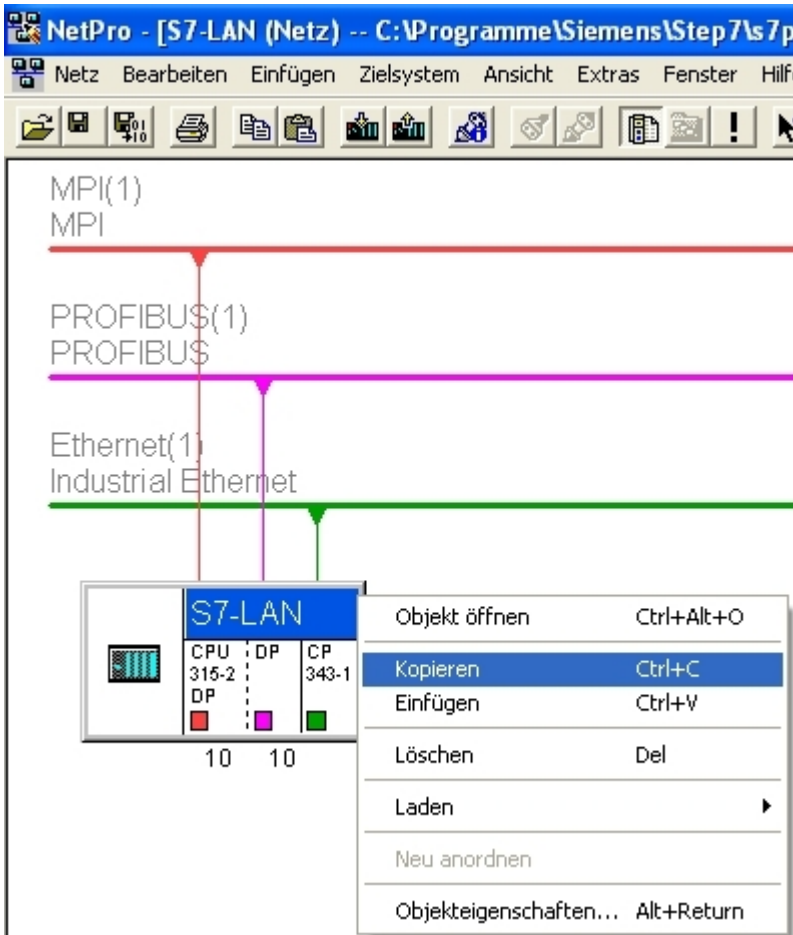 NetPro - [S7-LAN (Netz) -- C:\Programme\Siemens\Step7\s7p
Netz Bearbeiten Einfügen Zielsystem Ansicht Extras Fenster Hilf
MPI(1)
MPI
PROFIBUS(1)
PROFIBUS
Ethernet(1)
Industrial Ethernet
S7-LAN
CPU 315-2 DP
DP
CP 343-1
10 10
Objekt öffnen Ctrl+Alt+O
Kopieren Ctrl+C
Einfügen Ctrl+V
Löschen Del
Laden
Neu anordnen
Objekteigenschaften... Alt+Return